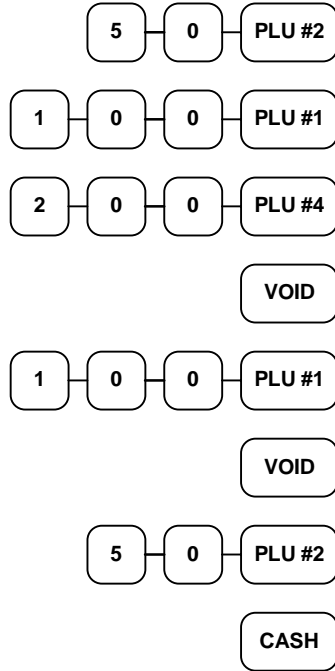 5 0 PLU #2
1 0 0 PLU #1
2 0 0 PLU #4
VOID
1 0 0 PLU #1
VOID
5 0 PLU #2
CASH